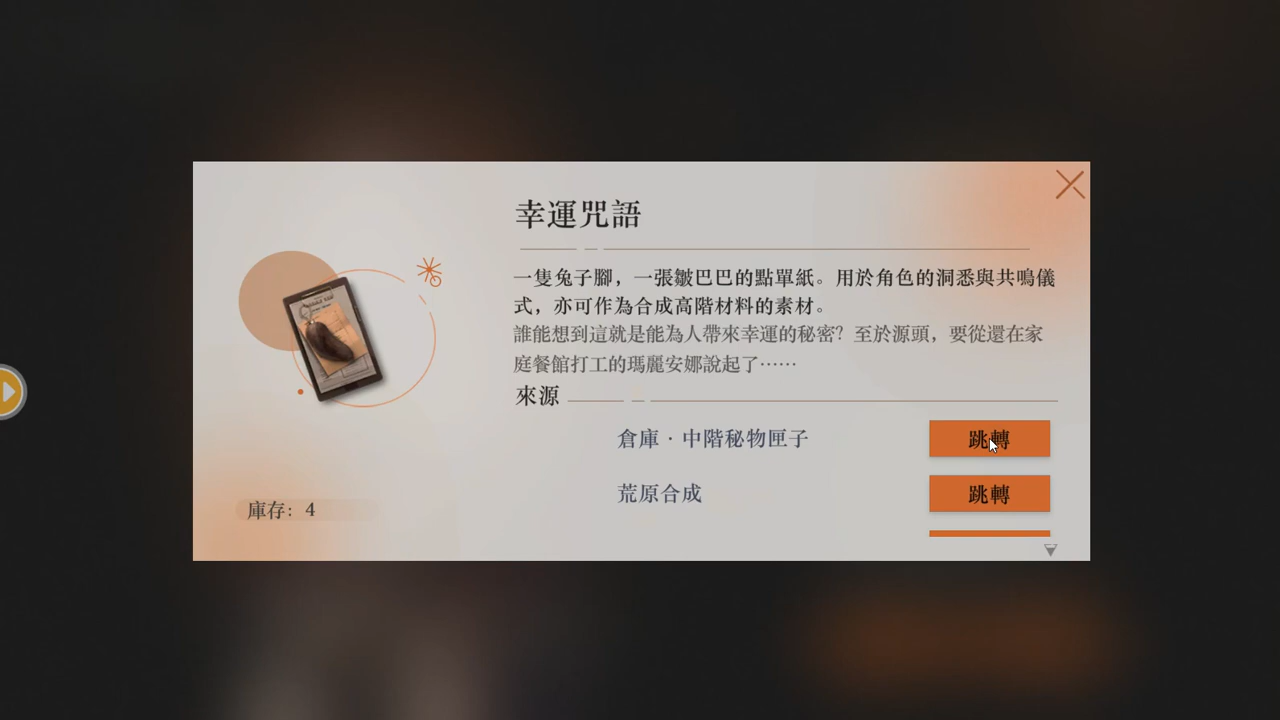 幸運咒語
一隻兔子腳，一張皺巴巴的點單紙。用於角色的洞悉與共鳴儀
式，亦可作為合成高階材料的素材。
誰能想到這就是能為人帶來幸運的秘密？至於源頭，要從還在家
庭餐館打工的瑪麗安娜說起了……
來源
倉庫·中階秘物匣子
跳轉
荒原合成
跳轉
庫存：4